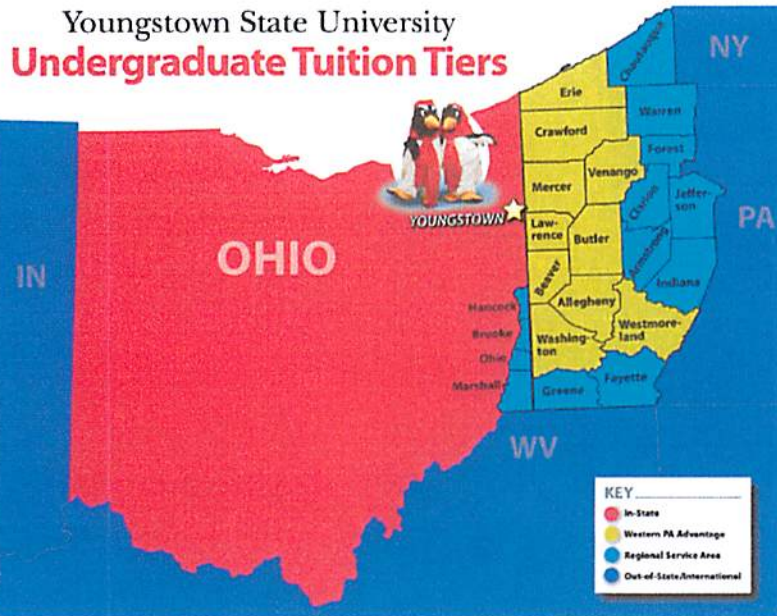 Youngstown State University
Undergraduate Tuition Tiers
NY
Chautauqua
Erie
Warren
Crawford
Forest
Venango
Mercer
Clarion
Jeffer-
son
PA
YOUNGSTOWN
Law-
rence
Butler
Armstrong
OHIO
IN
Beaver
Indiana
Hancock
Allegheny
Brooke
Westmore-
land
Washing-
ton
Ohio
Marshall
Greene
Fayette
WV
KEY
In-State
Western PA Advantage
Regional Service Area
Out-of-State/International